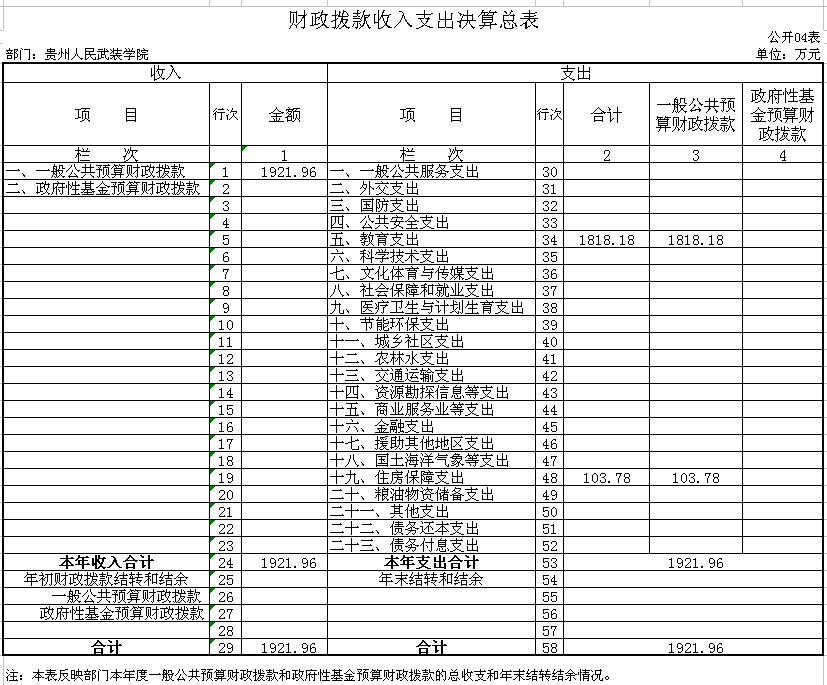 财政拨款收入支出决算总表
公开04表
部门：贵州人民武装学院 单位：万元
收入 支出
项 目 行次 金额 项 目 行次 合计 一般公共预算财政拨款 政府性基金预算财政拨款
栏 次 1 栏 次 2 3 4
一、一般公共预算财政拨款 1 1921.96 一、一般公共服务支出 30
二、政府性基金预算财政拨款 2 二、外交支出 31
3 三、国防支出 32
4 四、公共安全支出 33
5 五、教育支出 34 1818.18 1818.18
6 六、科学技术支出 35
7 七、文化体育与传媒支出 36
8 八、社会保障和就业支出 37
9 九、医疗卫生与计划生育支出 38
10 十、节能环保支出 39
11 十一、城乡社区支出 40
12 十二、农林水支出 41
13 十三、交通运输支出 42
14 十四、资源勘探信息等支出 43
15 十五、商业服务业等支出 44
16 十六、金融支出 45
17 十七、援助其他地区支出 46
18 十八、国土海洋气象等支出 47
19 十九、住房保障支出 48 103.78 103.78
20 二十、粮油物资储备支出 49
21 二十一、其他支出 50
22 二十二、债务还本支出 51
23 二十三、债务付息支出 52
本年收入合计 24 1921.96 本年支出合计 53 1921.96
年初财政拨款结转和结余 25 年末结转和结余 54
一般公共预算财政拨款 26 55
政府性基金预算财政拨款 27 56
28 57
合计 29 1921.96 合计 58 1921.96
注：本表反映部门本年度一般公共预算财政拨款和政府性基金预算财政拨款的总收支和年末结转结余情况。